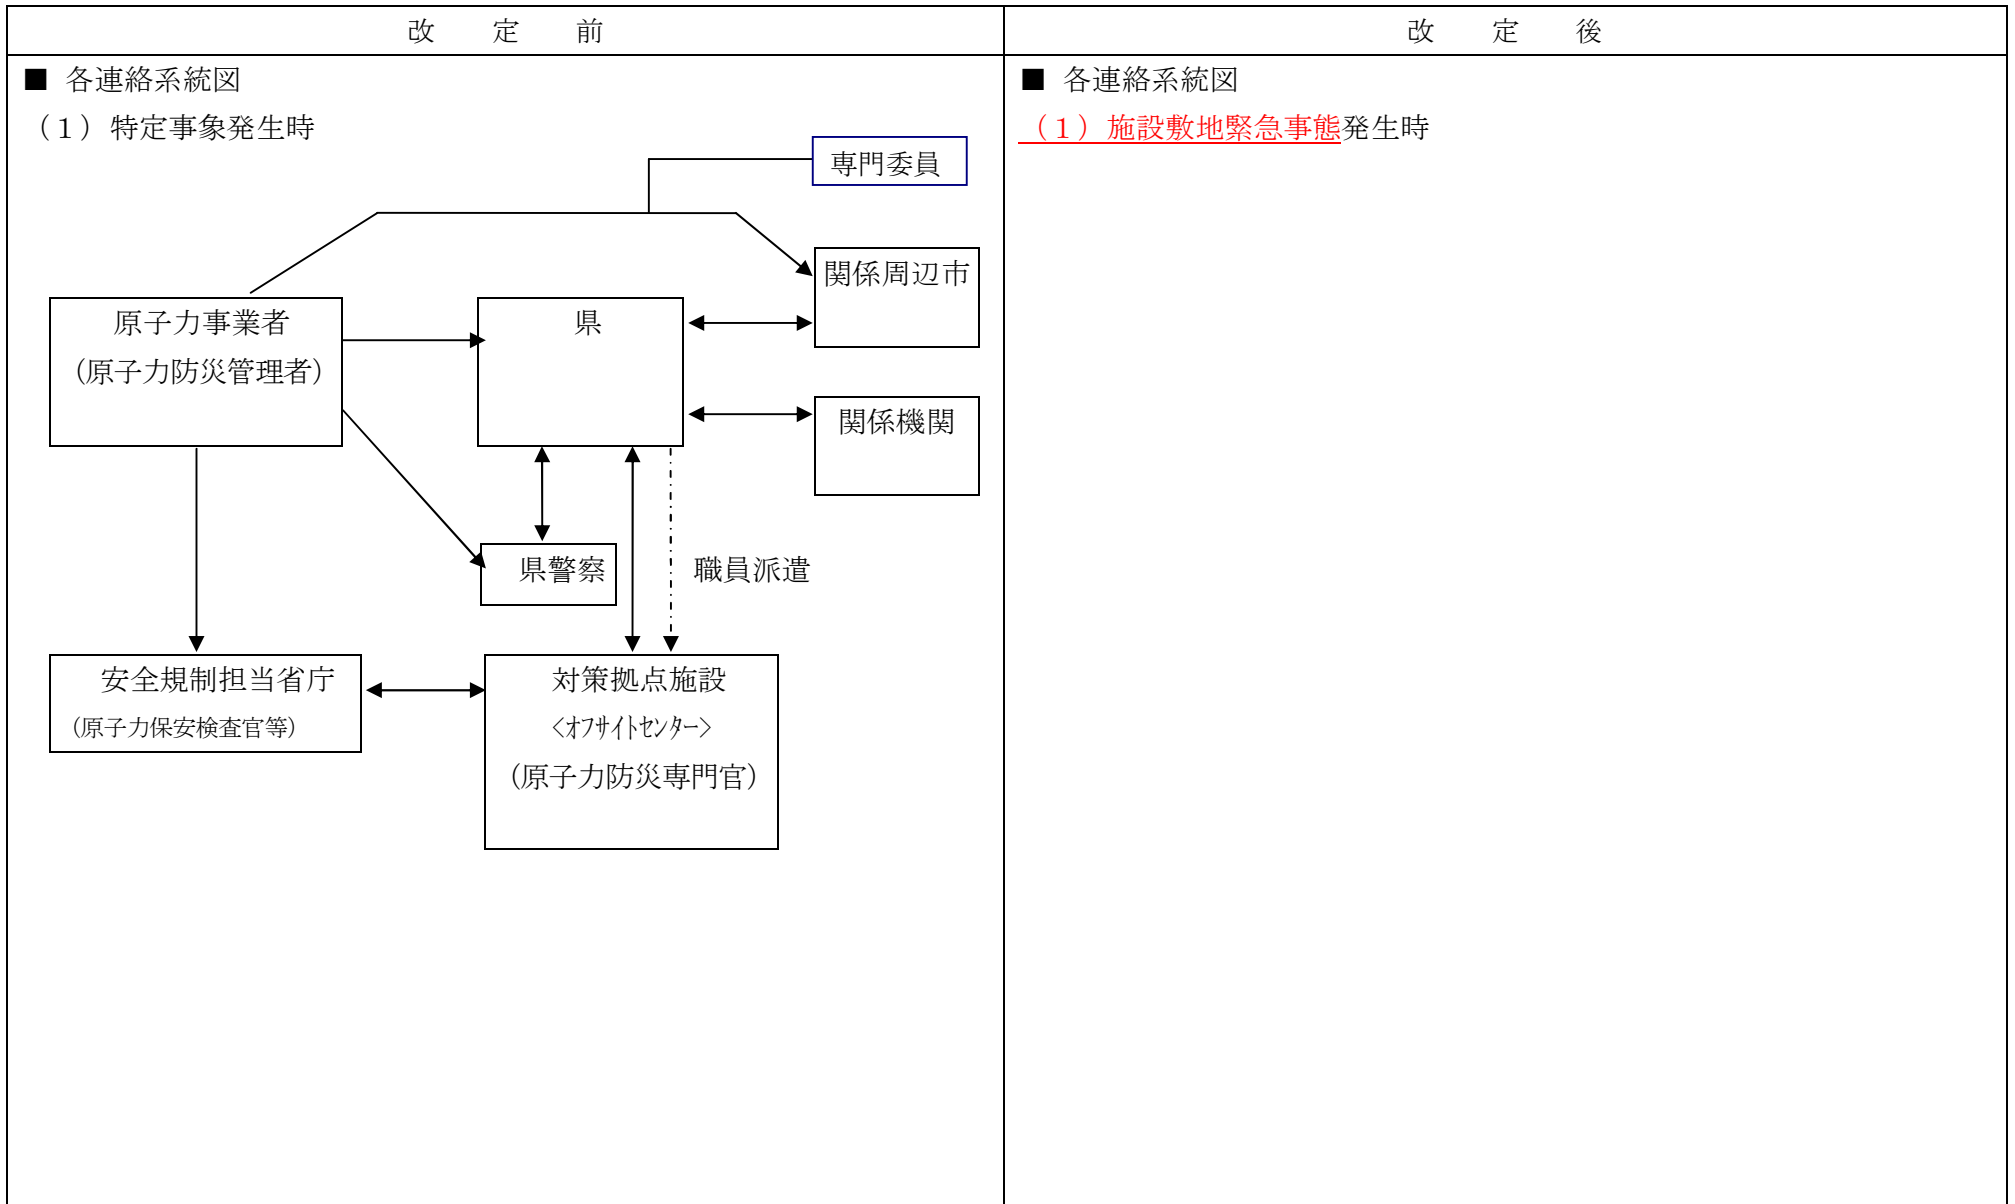 改　定　前
■ 各連絡系統図
（１）特定事象発生時
専門委員
関係周辺市
原子力事業者
(原子力防災管理者)
県
関係機関
県警察
職員派遣
安全規制担当省庁
(原子力保安検査官等)
対策拠点施設
<ｵﾌｻｲﾄｾﾝﾀｰ>
(原子力防災専門官)
改　定　後
■ 各連絡系統図
（１）施設敷地緊急事態発生時